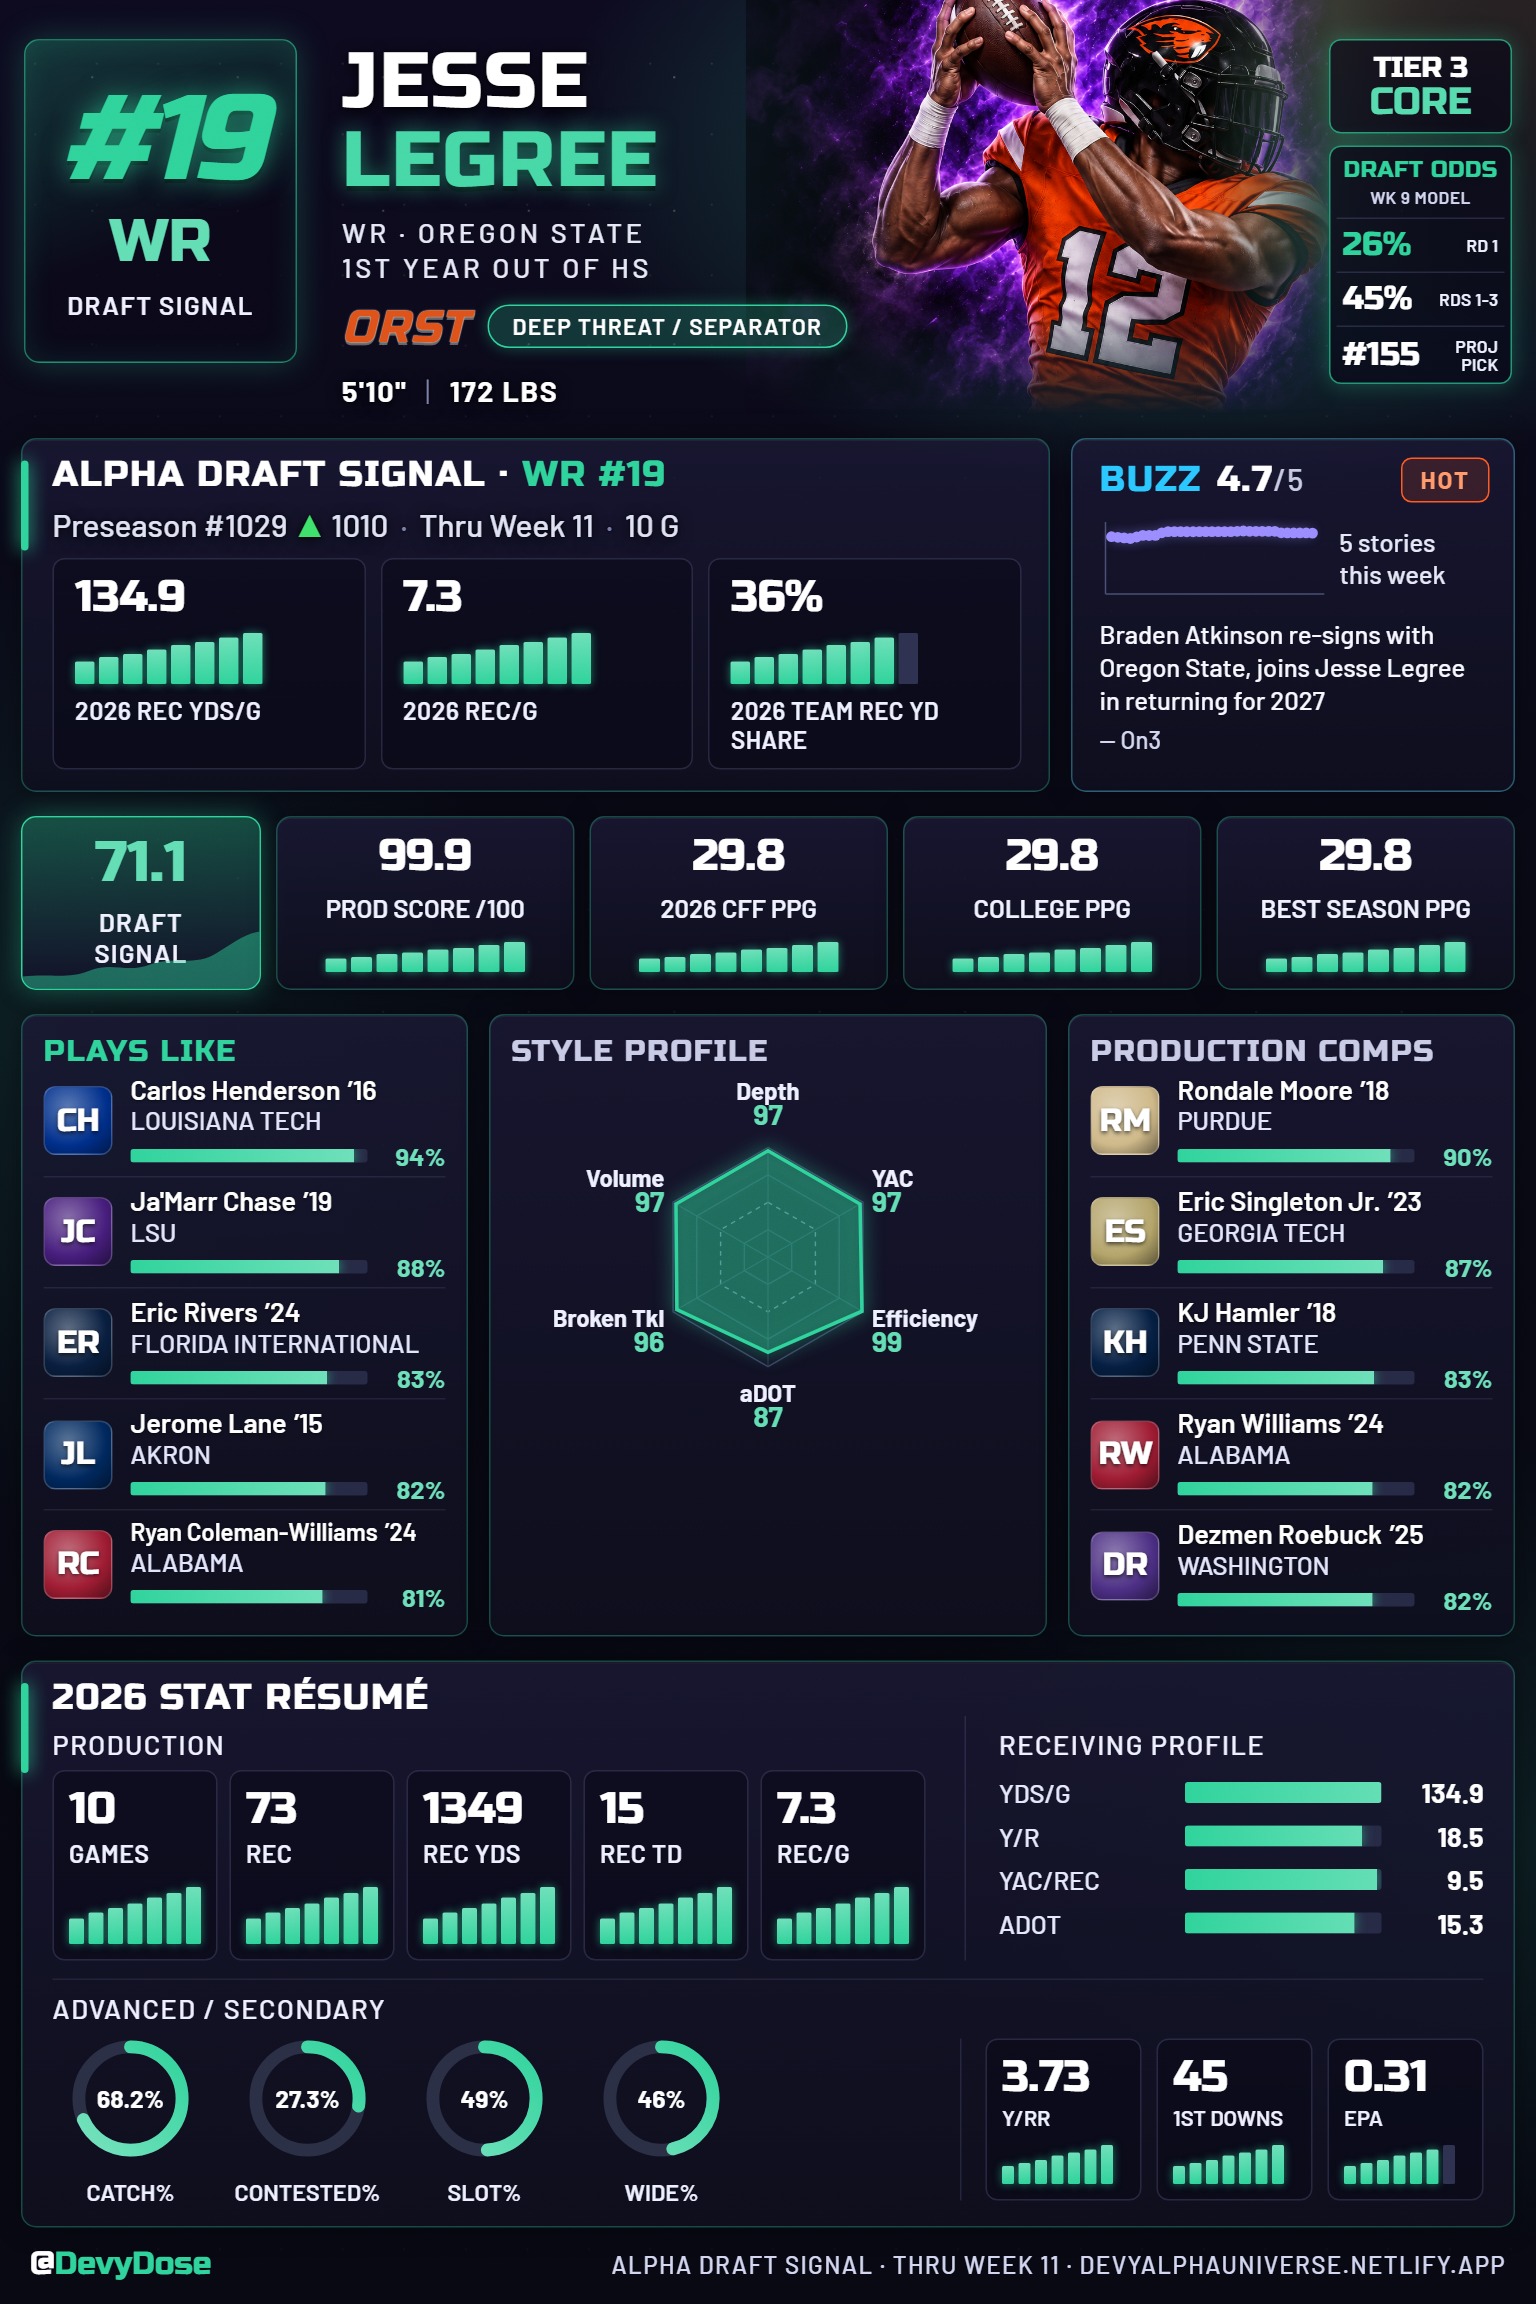 #19
WR
DRAFT SIGNAL
JESSE
LEGREE
WR · OREGON STATE
1ST YEAR OUT OF HS
ORST
DEEP THREAT / SEPARATOR
5'10" | 172 LBS
12
TIER 3
CORE
DRAFT ODDS
WK 9 MODEL
26% RD 1
45% RDS 1-3
#155 PROJ PICK
ALPHA DRAFT SIGNAL · WR #19
Preseason #1029 ▲ 1010 · Thru Week 11 · 10 G
134.9
2026 REC YDS/G
7.3
2026 REC/G
36%
2026 TEAM REC YD
SHARE
BUZZ 4.7/5
HOT
5 stories
this week
Braden Atkinson re-signs with
Oregon State, joins Jesse Legree
in returning for 2027
— On3
71.1
DRAFT
SIGNAL
99.9
PROD SCORE /100
29.8
2026 CFF PPG
29.8
COLLEGE PPG
29.8
BEST SEASON PPG
PLAYS LIKE
CH
Carlos Henderson '16
LOUISIANA TECH
94%
JC
Ja'Marr Chase '19
LSU
88%
ER
Eric Rivers '24
FLORIDA INTERNATIONAL
83%
JL
Jerome Lane '15
AKRON
82%
RC
Ryan Coleman-Williams '24
ALABAMA
81%
STYLE PROFILE
Depth
97
Volume
97
YAC
97
Broken Tkl
96
Efficiency
99
aDOT
87
PRODUCTION COMPS
RM
Rondale Moore '18
PURDUE
90%
ES
Eric Singleton Jr. '23
GEORGIA TECH
87%
KH
KJ Hamler '18
PENN STATE
83%
RW
Ryan Williams '24
ALABAMA
82%
DR
Dezmen Roebuck '25
WASHINGTON
82%
2026 STAT RÉSUMÉ
PRODUCTION
10
GAMES
73
REC
1349
REC YDS
15
REC TD
7.3
REC/G
RECEIVING PROFILE
YDS/G 134.9
Y/R 18.5
YAC/REC 9.5
ADOT 15.3
ADVANCED / SECONDARY
68.2%
CATCH%
27.3%
CONTESTED%
49%
SLOT%
46%
WIDE%
3.73
Y/RR
45
1ST DOWNS
0.31
EPA
@DevyDose
ALPHA DRAFT SIGNAL · THRU WEEK 11 · DEVYALPHAUNIVERSE.NETLIFY.APP